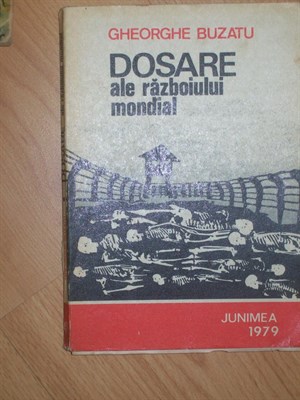 GHEORGHE BUZATU
DOSARE
ale războiului
mondial
JUNIMEA
1979